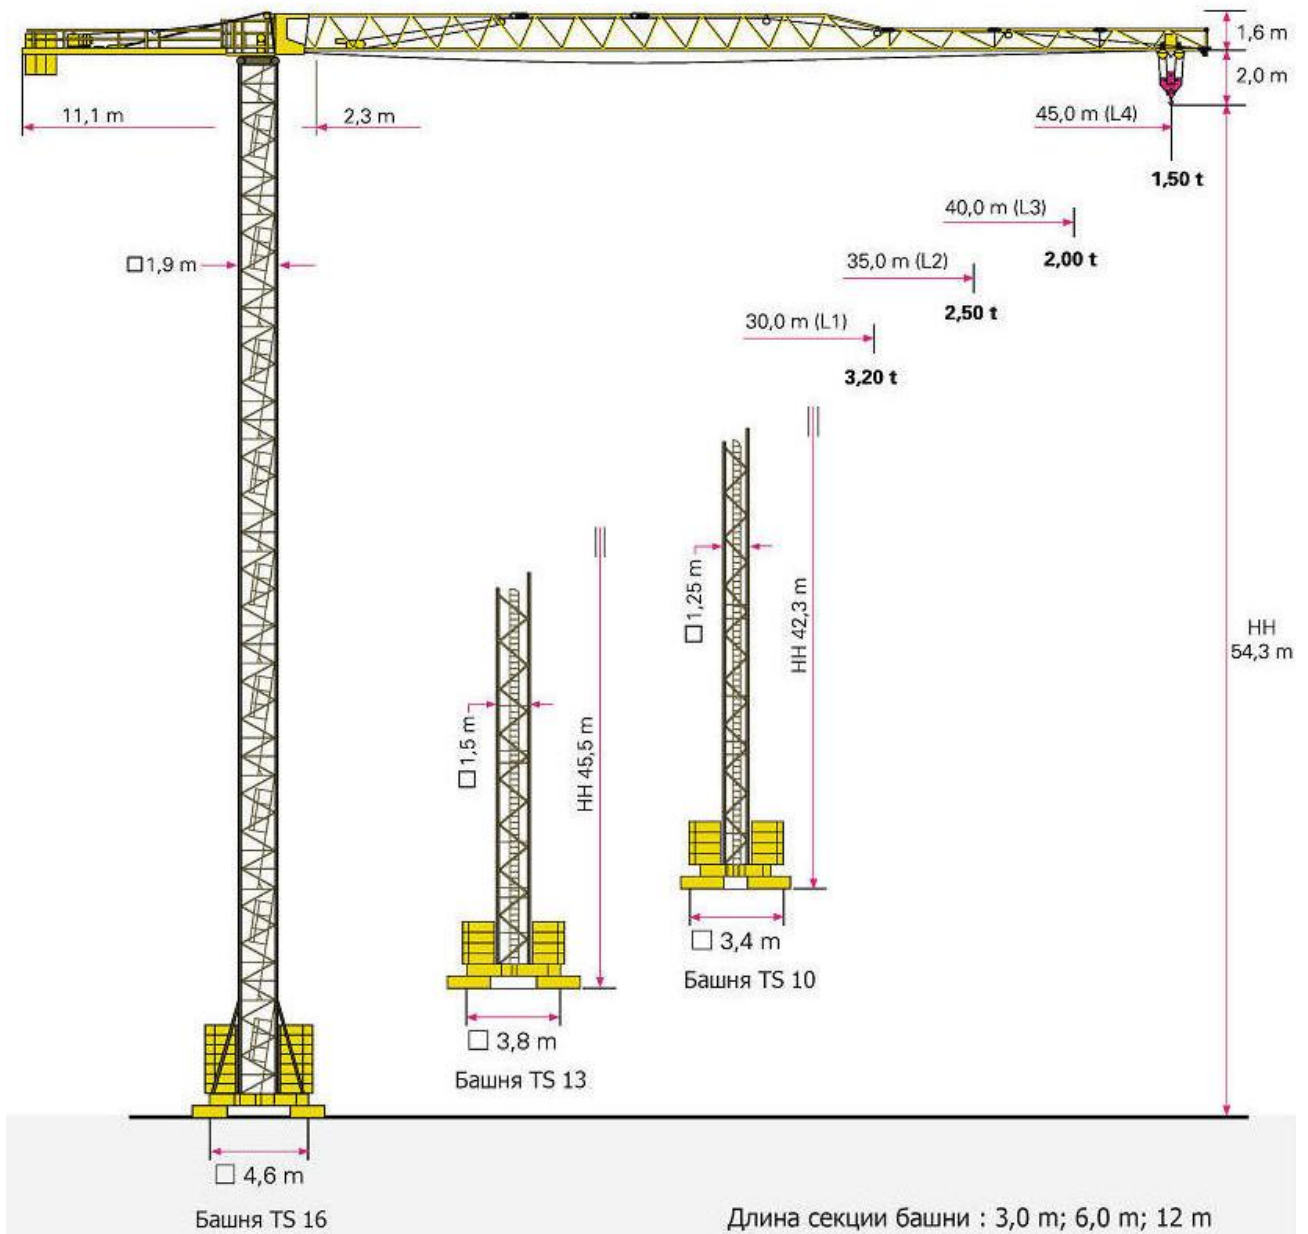 1,6 m
2,0 m
11,1 m
2,3 m
45,0 m (L4)
1,50 t
40,0 m (L3)
2,00 t
□1,9 m
35,0 m (L2)
2,50 t
30,0 m (L1)
3,20 t
□1,25 m
HH 42,3 m
HH
54,3 m
□1,5 m
HH 45,5 m
□ 3,4 m
Башня TS 10
□ 3,8 m
Башня TS 13
□ 4,6 m
Башня TS 16
Длина секции башни : 3,0 m; 6,0 m; 12 m